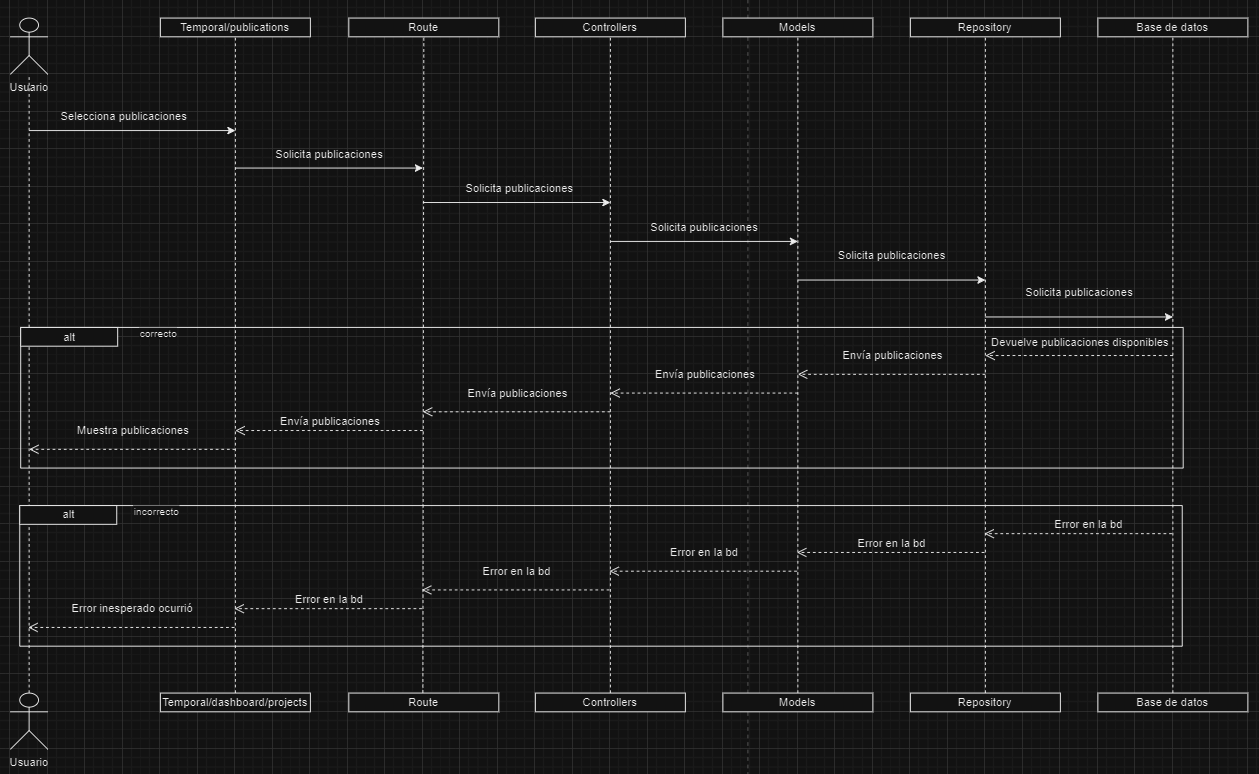 Temporal/publications
Route
Controllers
Models
Repository
Base de datos
Usuario
Selecciona publicaciones
Solicita publicaciones
Solicita publicaciones
Solicita publicaciones
Solicita publicaciones
Solicita publicaciones
alt
correcto
Devuelve publicaciones disponibles
Envía publicaciones
Envía publicaciones
Envía publicaciones
Envía publicaciones
Muestra publicaciones
alt
incorrecto
Error en la bd
Error en la bd
Error en la bd
Error en la bd
Error en la bd
Error inesperado ocurrió
Temporal/dashboard/projects
Route
Controllers
Models
Repository
Base de datos
Usuario